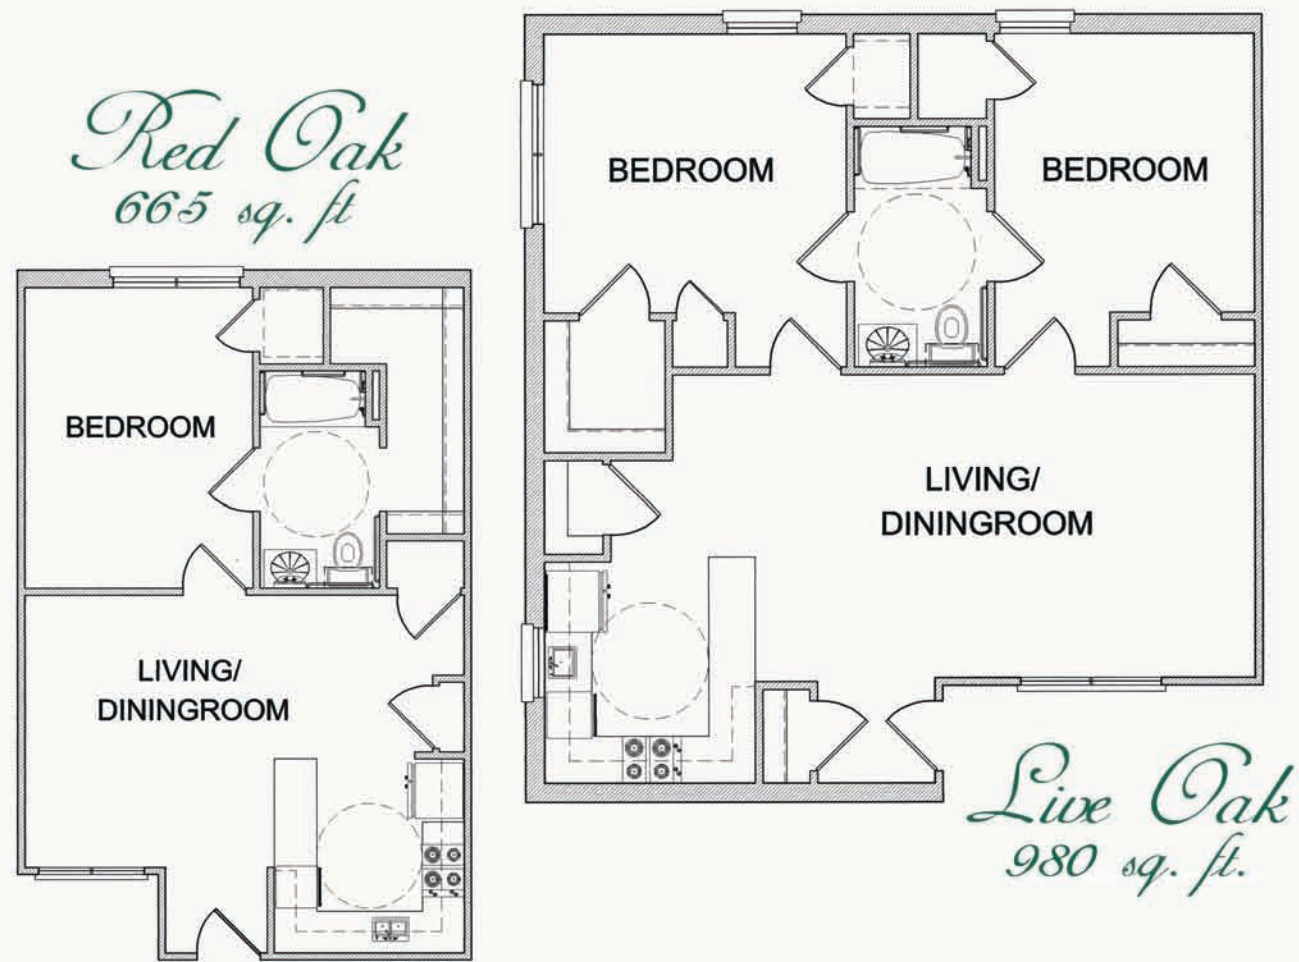 Red Oak
665 sq. ft
BEDROOM
LIVING/
DININGROOM
BEDROOM
BEDROOM
LIVING/
DININGROOM
Live Oak
980 sq. ft.